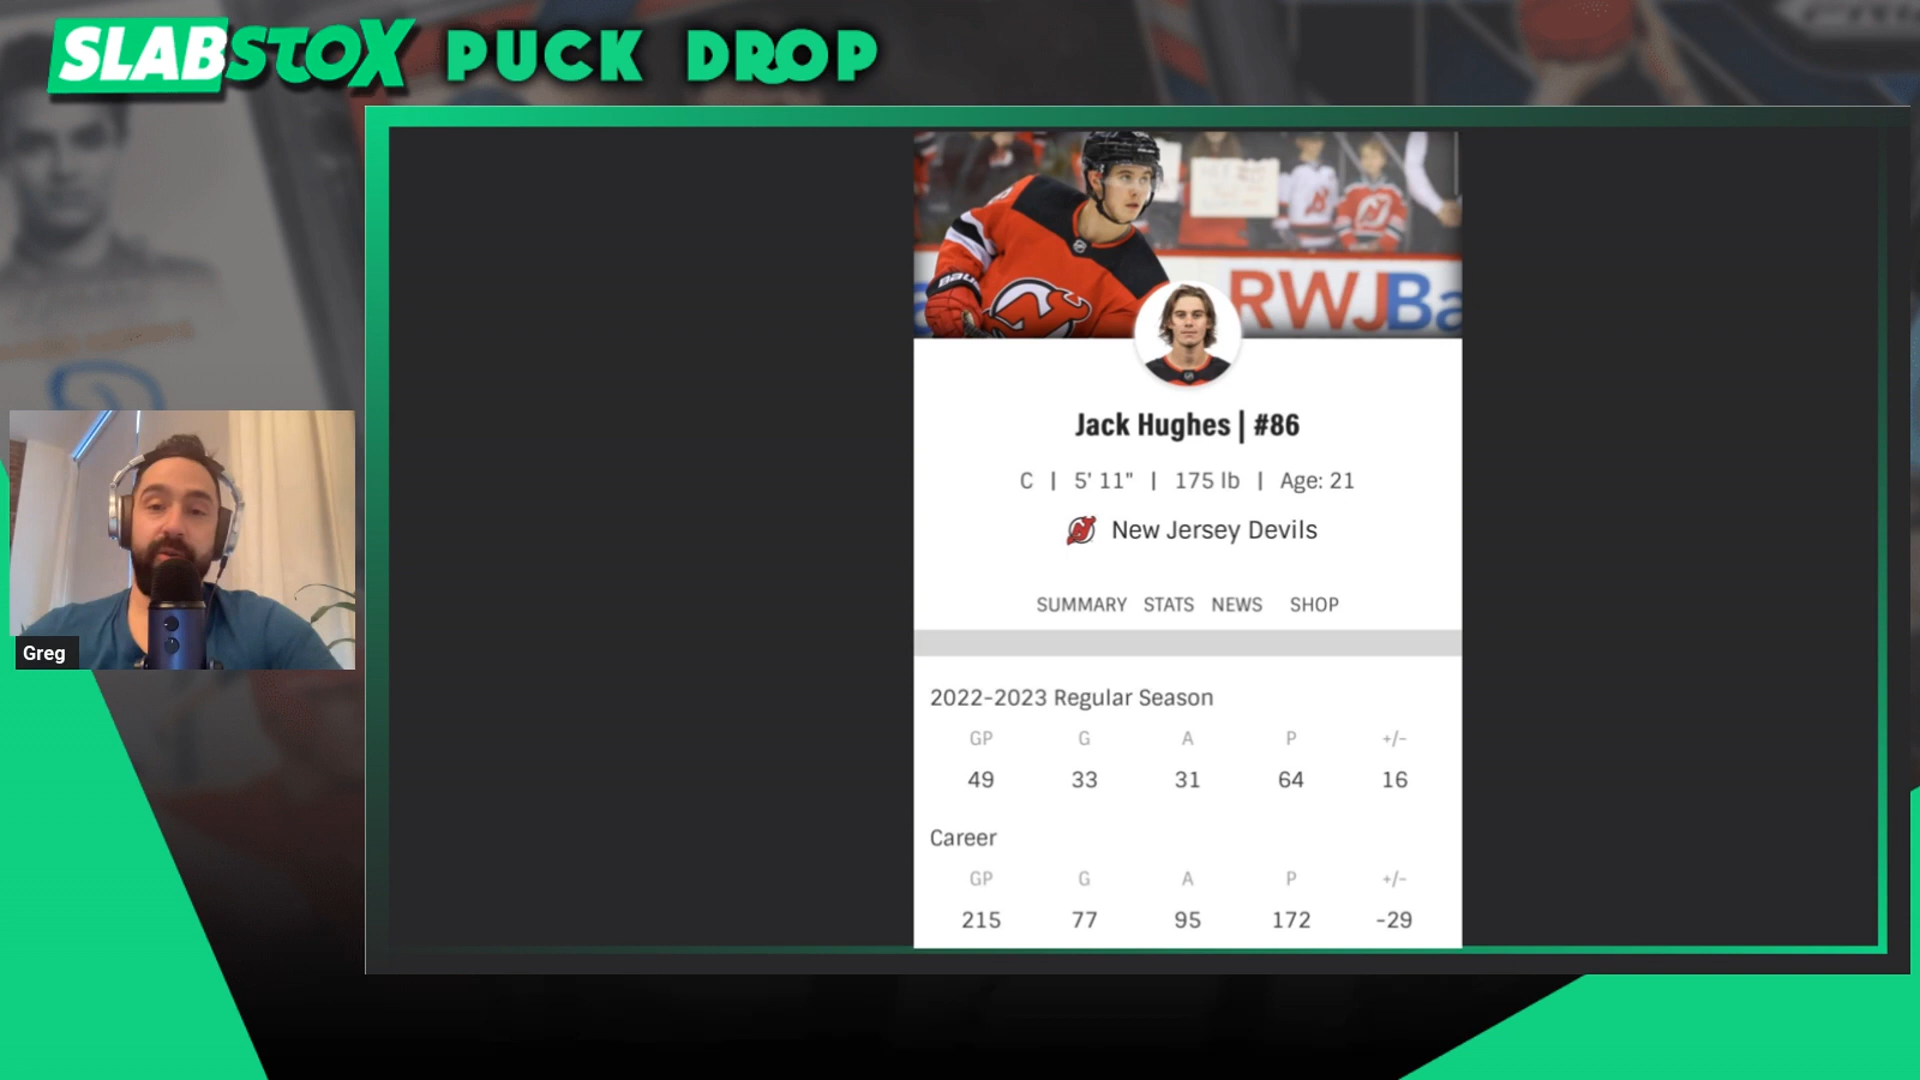 SLABSTOX PUCK DROP
RWJBa
BAUER
Jack Hughes | #86
C | 5' 11" | 175 lb | Age: 21
New Jersey Devils
SUMMARY STATS NEWS SHOP
Greg
2022-2023 Regular Season
GP G A P +/-
49 33 31 64 16
Career
GP G A P +/-
215 77 95 172 -29